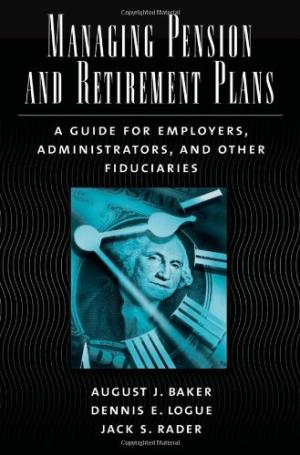 MANAGING PENSION
AND RETIREMENT PLANS
A GUIDE FOR EMPLOYERS,
ADMINISTRATORS, AND OTHER
FIDUCIARIES
AUGUST J. BAKER
DENNIS E. LOGUE
JACK S. RADER